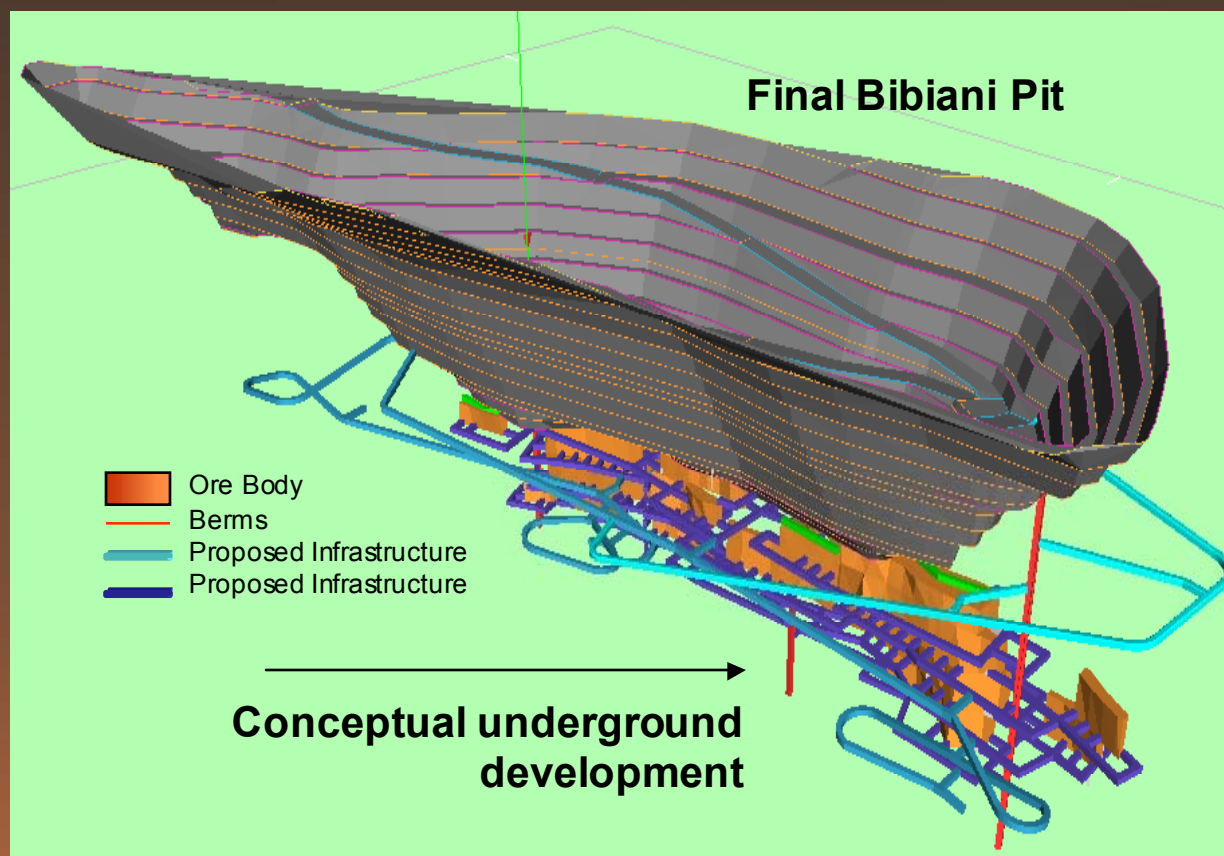 Final Bibiani Pit
Ore Body
Berms
Proposed Infrastructure
Proposed Infrastructure
Conceptual underground
development